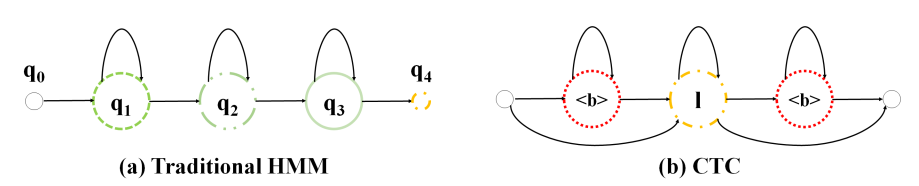 q0 q4
q1 q2 q3 <b> l <b>
(a) Traditional HMM (b) CTC